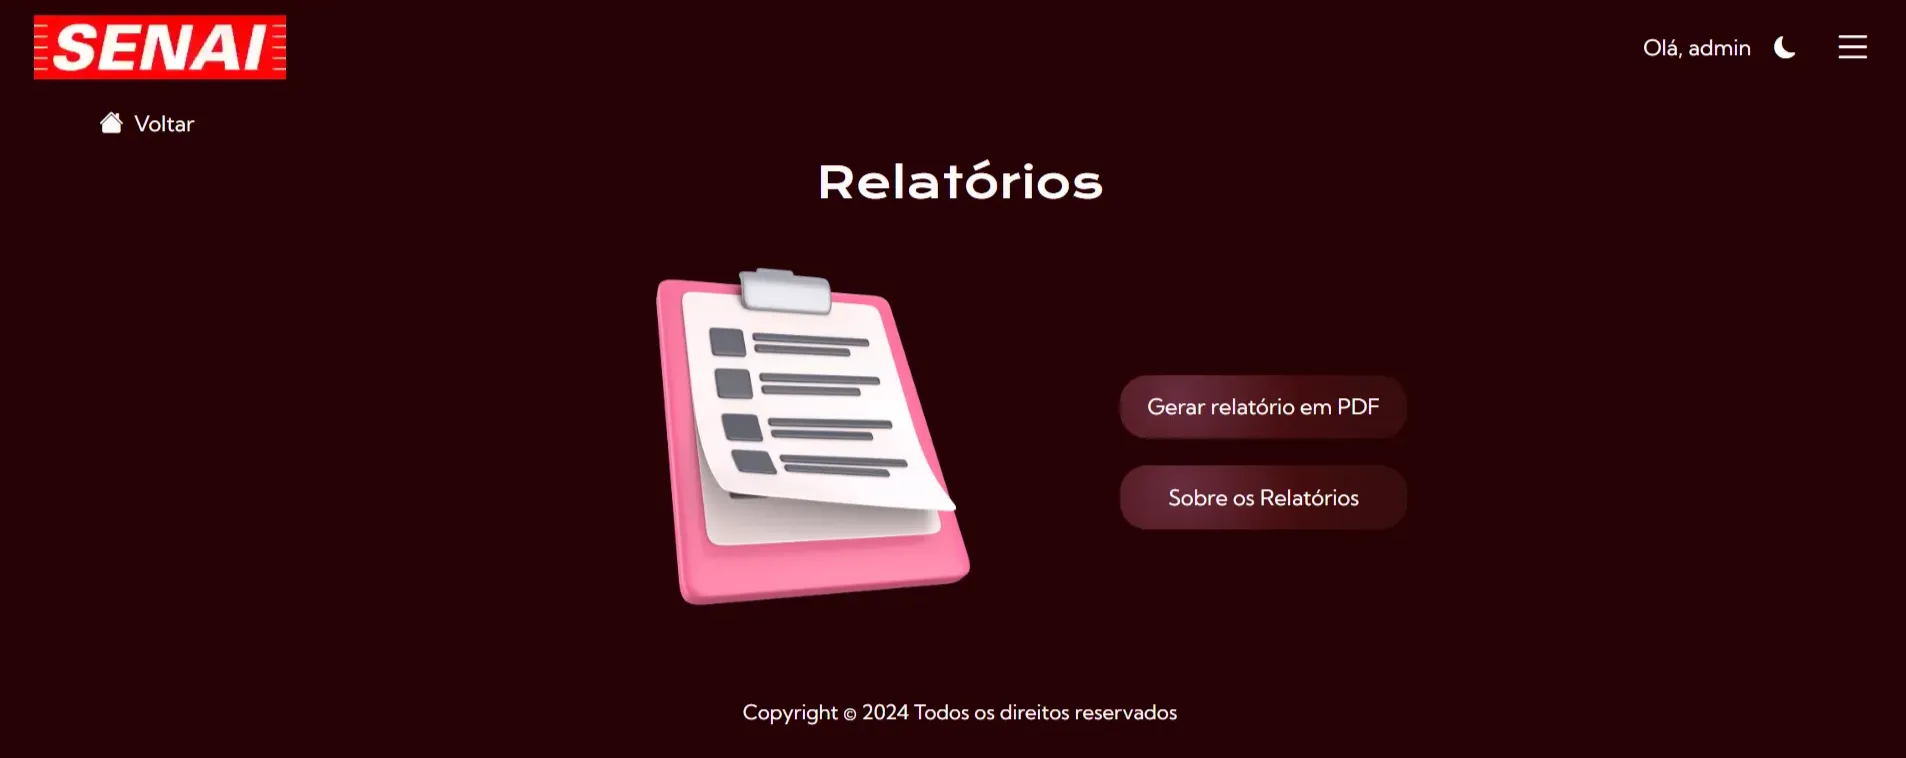 SENAI
Olá, admin
Voltar
Relatórios
Gerar relatório em PDF
Sobre os Relatórios
Copyright © 2024 Todos os direitos reservados